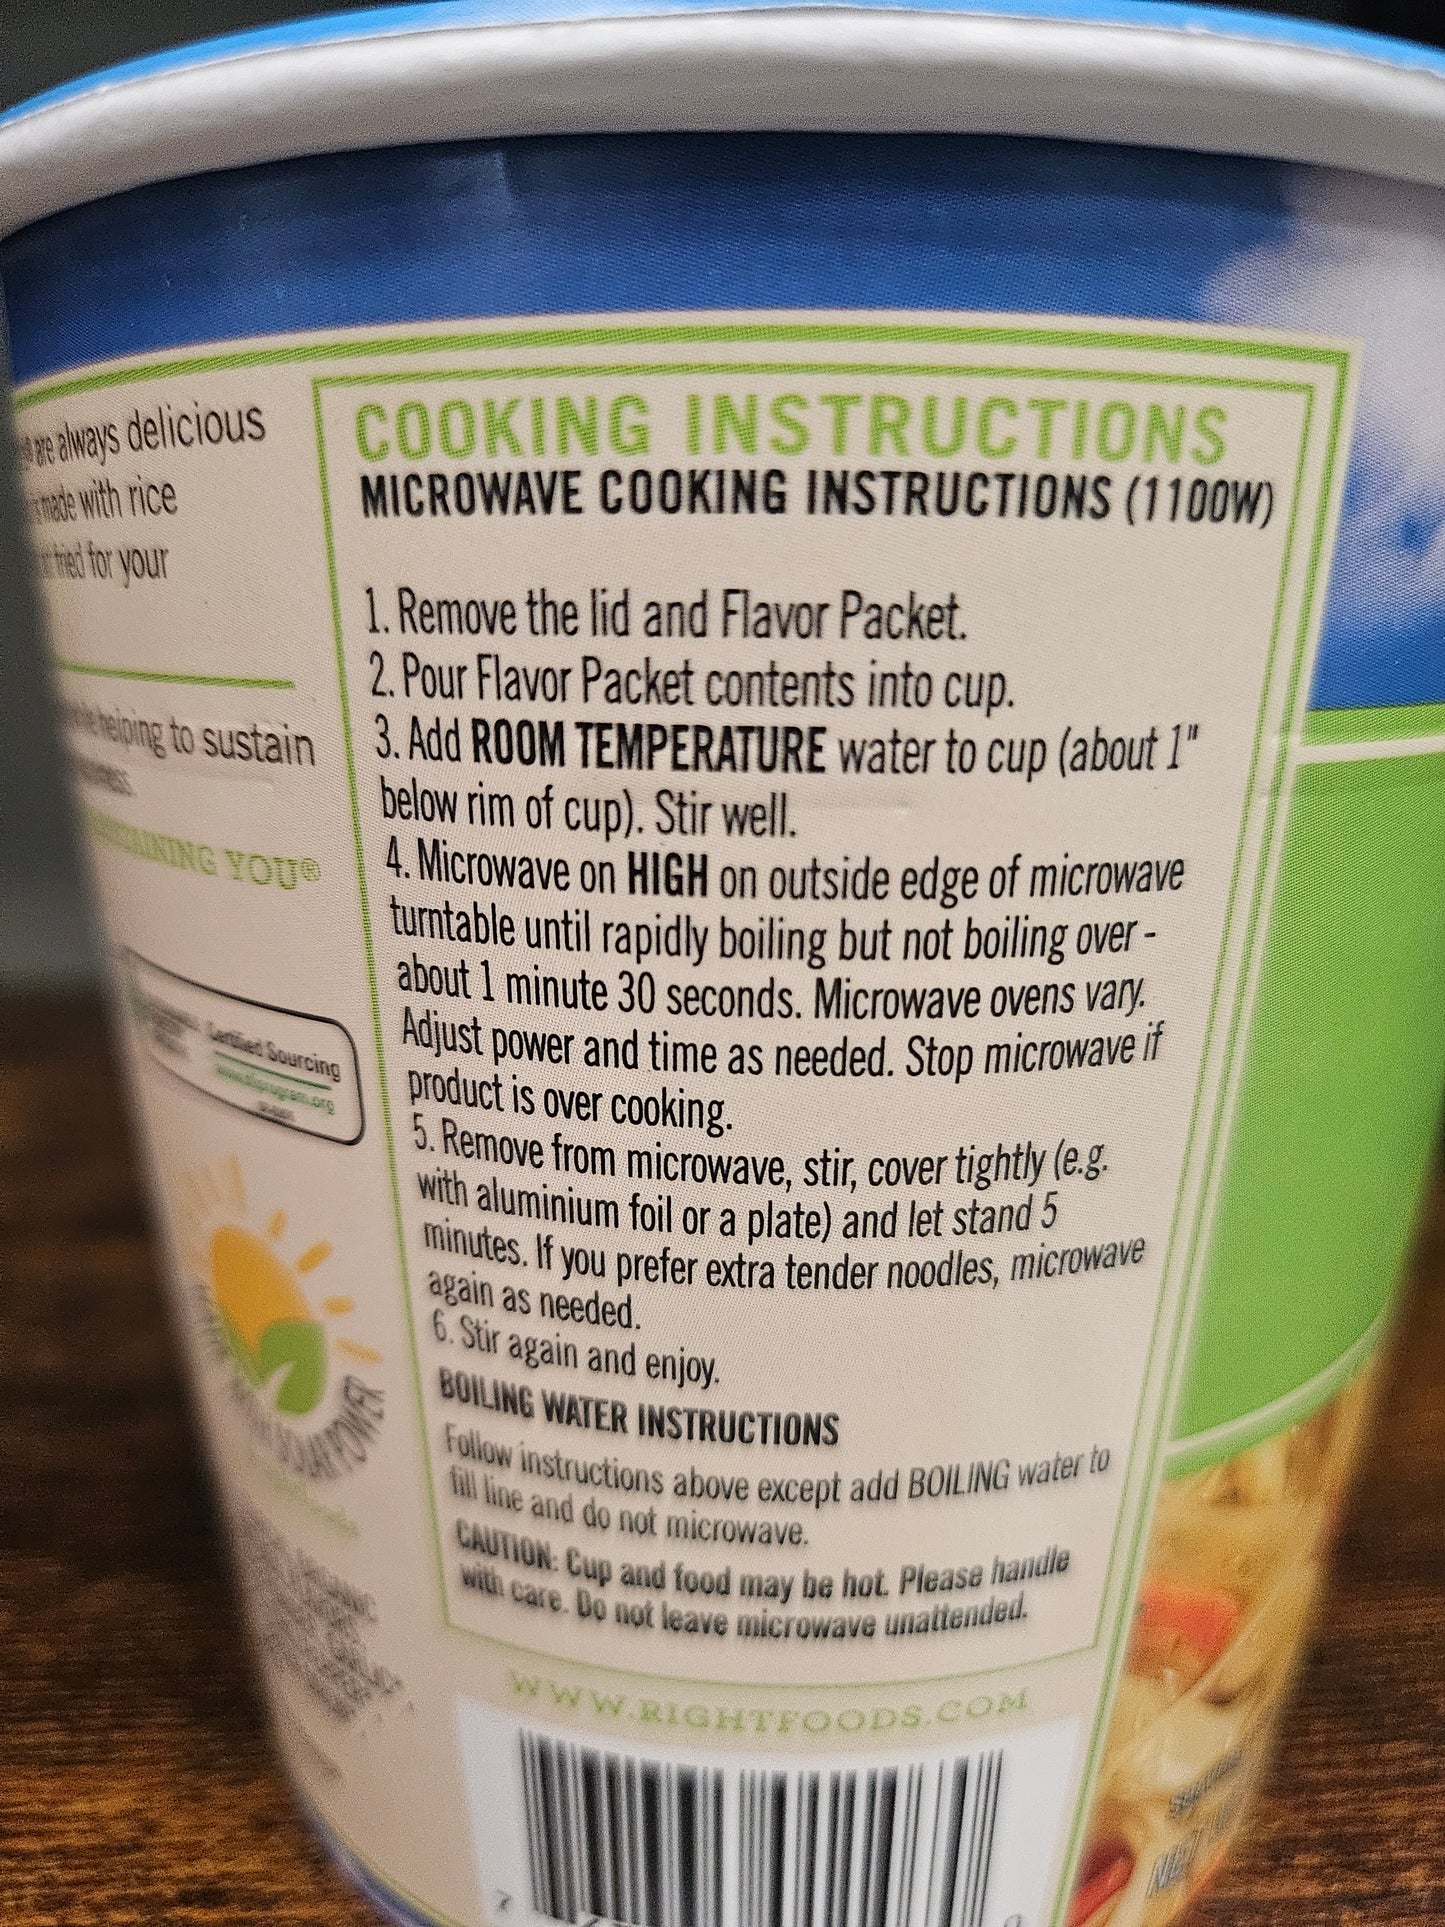 are always delicious
made with rice
for your
helping to sustain
YOU®
Certified Sourcing
SOLAR POWER
COOKING INSTRUCTIONS
MICROWAVE COOKING INSTRUCTIONS (1100W)
1. Remove the lid and Flavor Packet.
2. Pour Flavor Packet contents into cup.
3. Add ROOM TEMPERATURE water to cup (about 1"
below rim of cup). Stir well.
4. Microwave on HIGH on outside edge of microwave
turntable until rapidly boiling but not boiling over -
about 1 minute 30 seconds. Microwave ovens vary.
Adjust power and time as needed. Stop microwave if
product is over cooking.
5. Remove from microwave, stir, cover tightly (e.g.
with aluminium foil or a plate) and let stand 5
minutes. If you prefer extra tender noodles, microwave
again as needed.
6. Stir again and enjoy.
BOILING WATER INSTRUCTIONS
Follow instructions above except add BOILING water to
fill line and do not microwave.
CAUTION: Cup and food may be hot. Please handle
with care. Do not leave microwave unattended.
WWW.RIGHTFOODS.COM